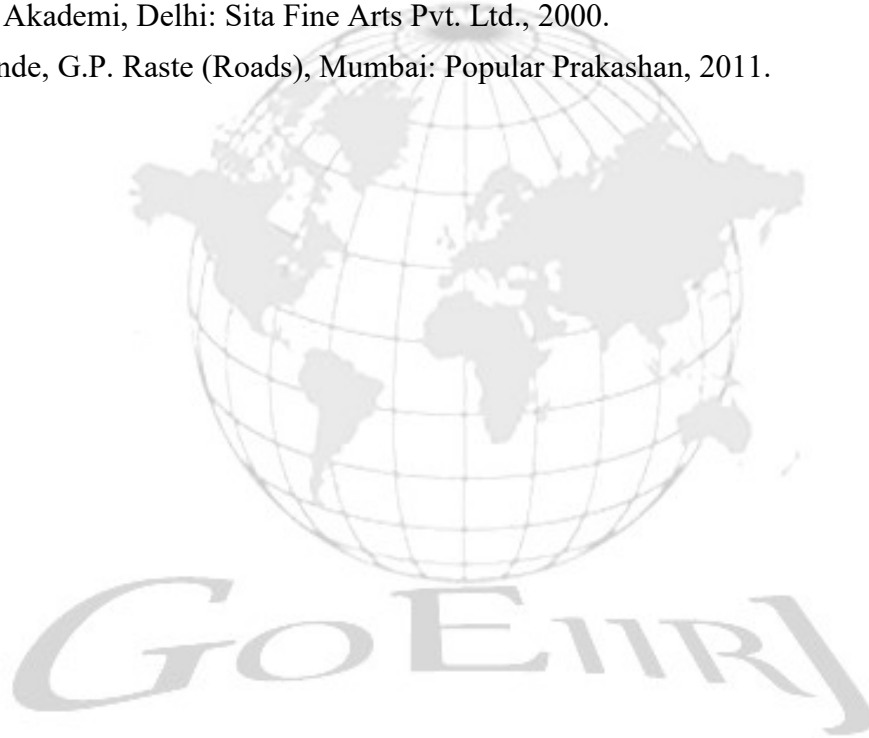 Akademi, Delhi: Sita Fine Arts Pvt. Ltd., 2000.
nde, G.P. Raste (Roads), Mumbai: Popular Prakashan, 2011.
GOEIIRJ